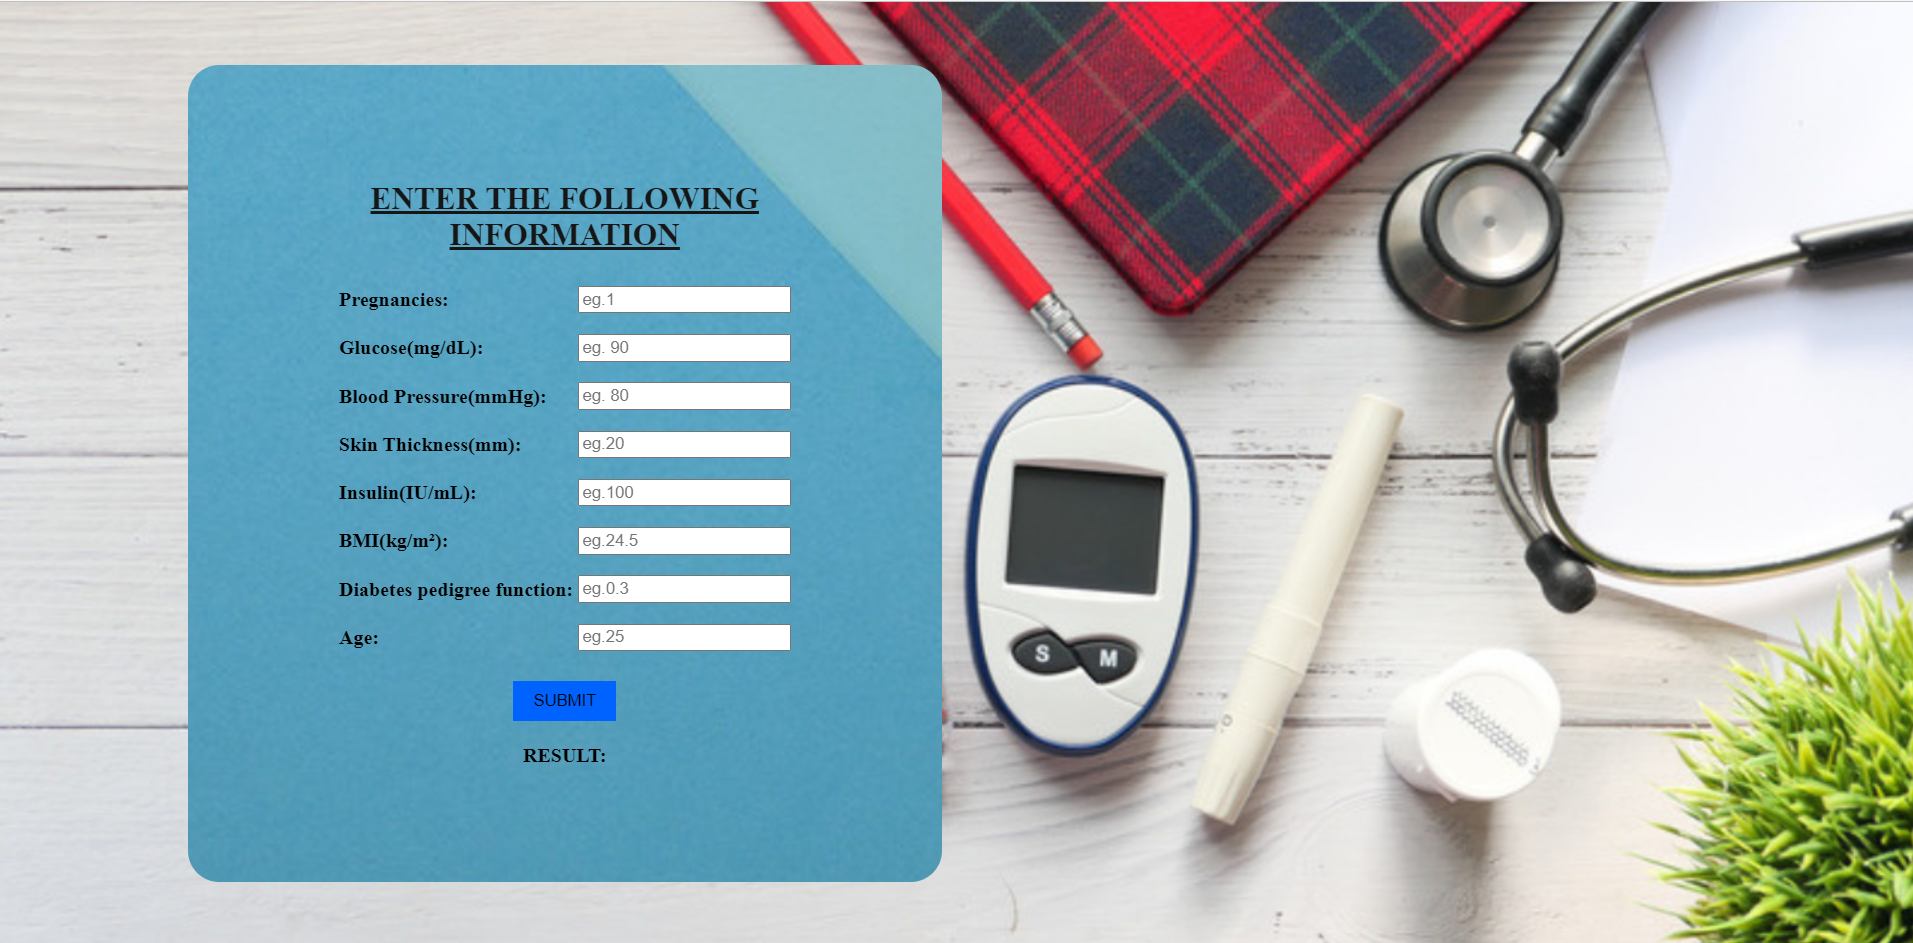 ENTER THE FOLLOWING
INFORMATION
Pregnancies: eg.1
Glucose(mg/dL): eg. 90
Blood Pressure(mmHg): eg. 80
Skin Thickness(mm): eg.20
Insulin(IU/mL): eg.100
BMI(kg/m²): eg.24.5
Diabetes pedigree function: eg.0.3
Age: eg.25
SUBMIT
RESULT:
S M